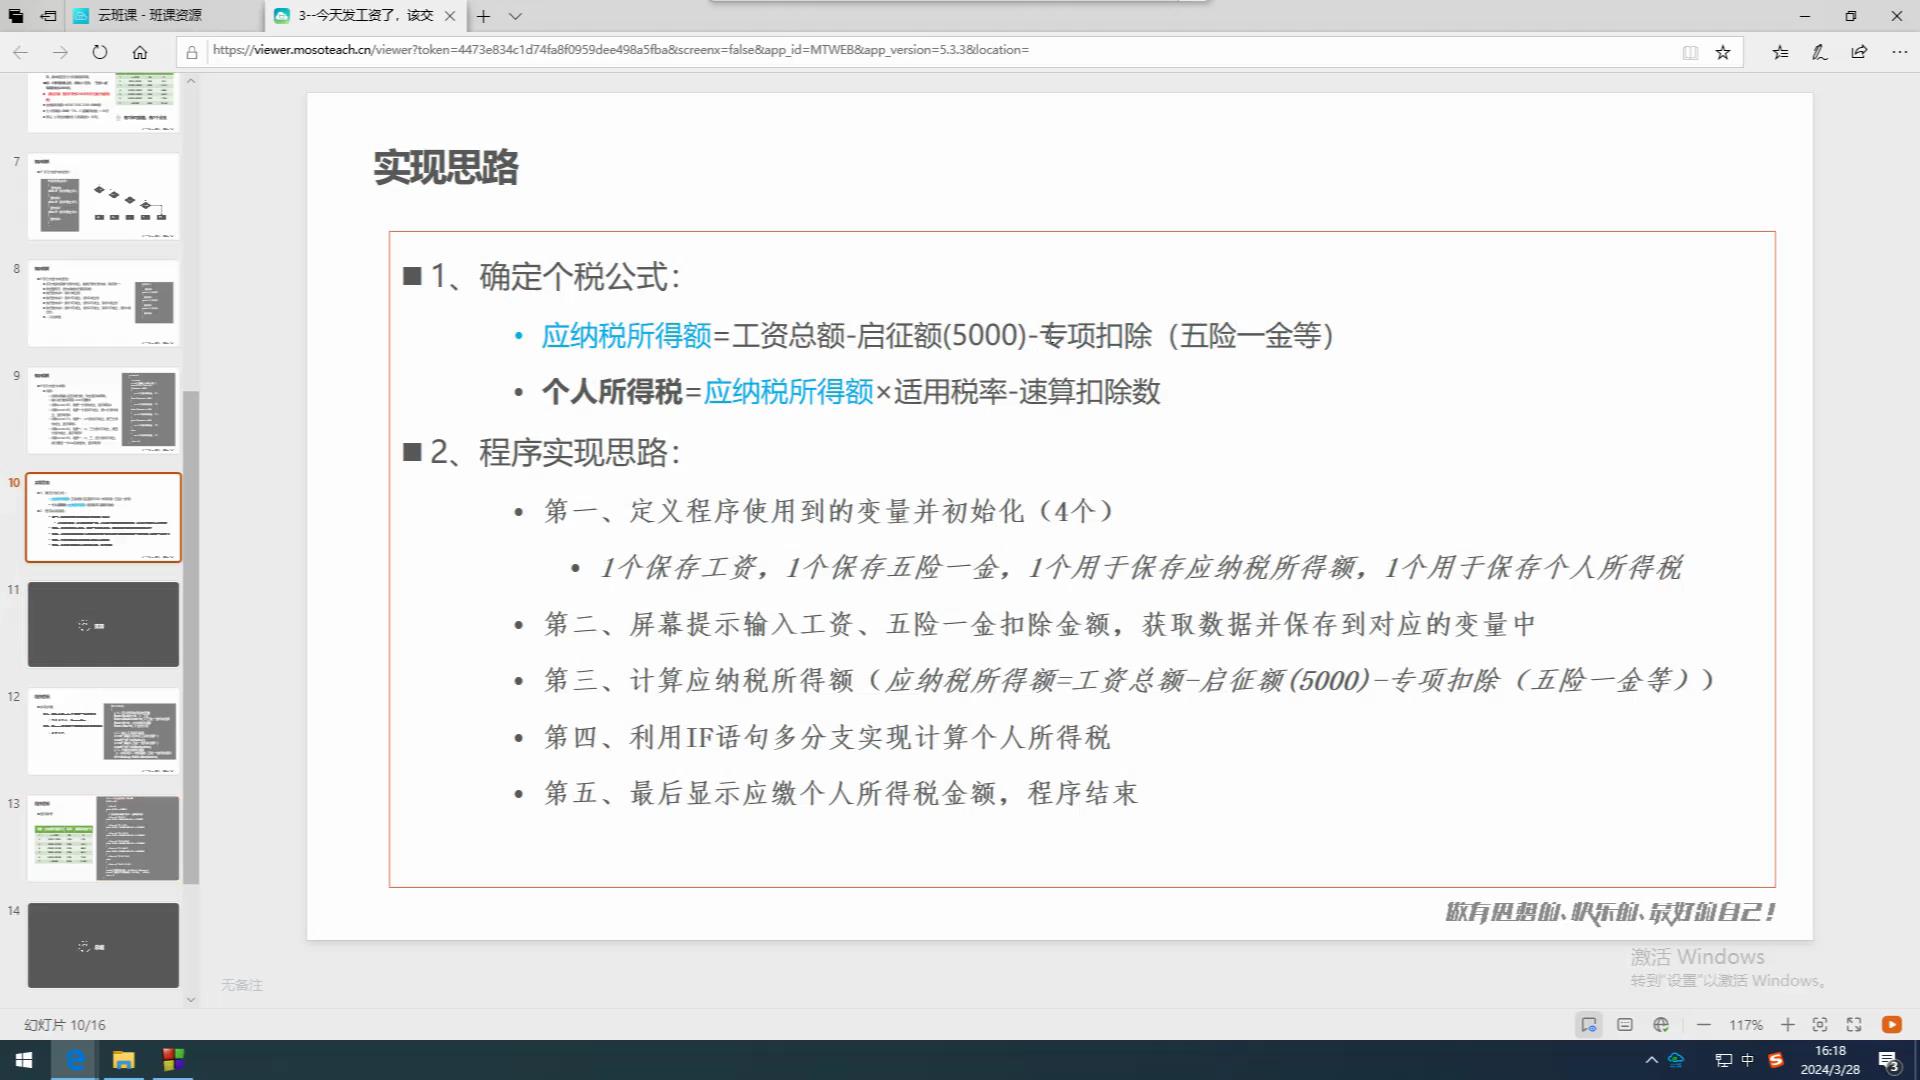 云班课 - 班课资源
3--今天发工资了，该交
https://viewer.mosoteach.cn/viewer?token=4473e834c1d74fa8f0959dee498a5fba&screenx=false&app_id=MTWEB&app_version=5.3.3&location=
7
8
9
10
11
12
13
14
实现思路
■ 1、确定个税公式：
• 应纳税所得额=工资总额-启征额(5000)-专项扣除（五险一金等）
• 个人所得税=应纳税所得额×适用税率-速算扣除数
■ 2、程序实现思路：
• 第一、定义程序使用到的变量并初始化（4个）
• 1个保存工资，1个保存五险一金，1个用于保存应纳税所得额，1个用于保存个人所得税
• 第二、屏幕提示输入工资、五险一金扣除金额，获取数据并保存到对应的变量中
• 第三、计算应纳税所得额（应纳税所得额=工资总额-启征额(5000)-专项扣除（五险一金等））
• 第四、利用IF语句多分支实现计算个人所得税
• 第五、最后显示应缴个人所得税金额，程序结束
做有思想的、快乐的、最好的自己！
激活 Windows
转到"设置"以激活 Windows。
无备注
幻灯片 10/16
117%
中
16:18
2024/3/28
3